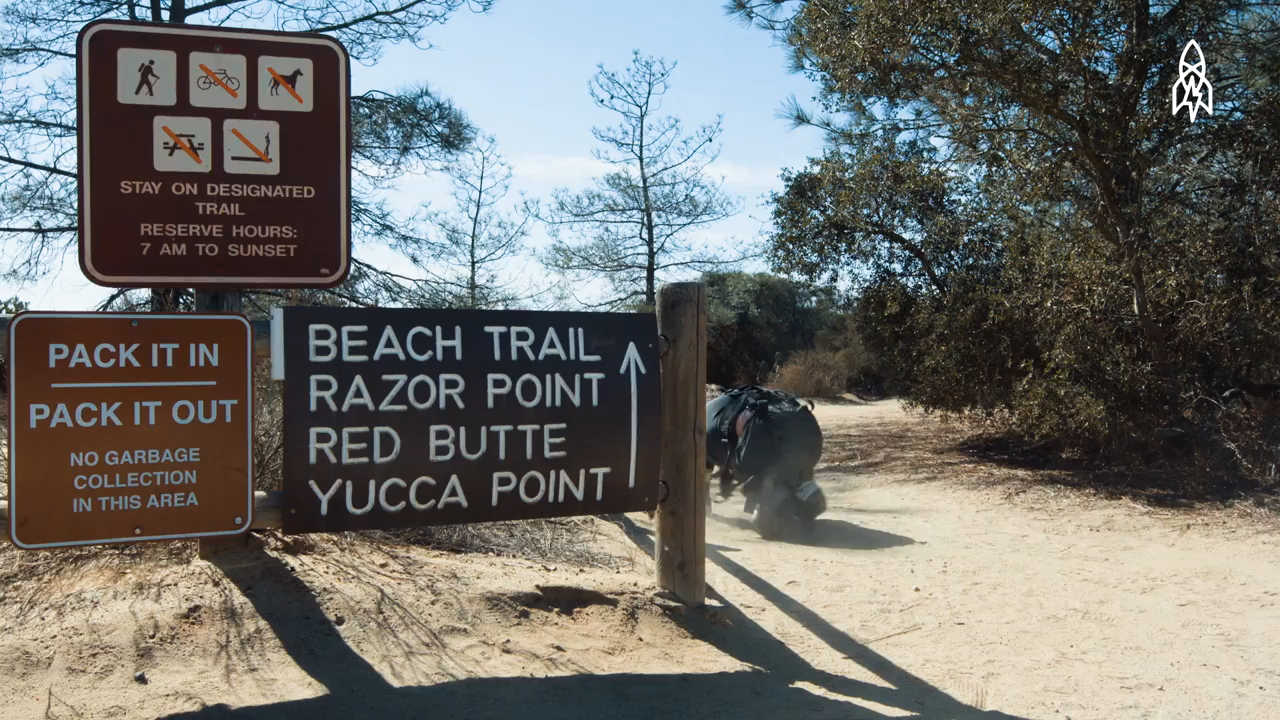 STAY ON DESIGNATED
TRAIL
RESERVE HOURS:
7 AM TO SUNSET
PACK IT IN
PACK IT OUT
NO GARBAGE
COLLECTION
IN THIS AREA
BEACH TRAIL
RAZOR POINT
RED BUTTE
YUCCA POINT